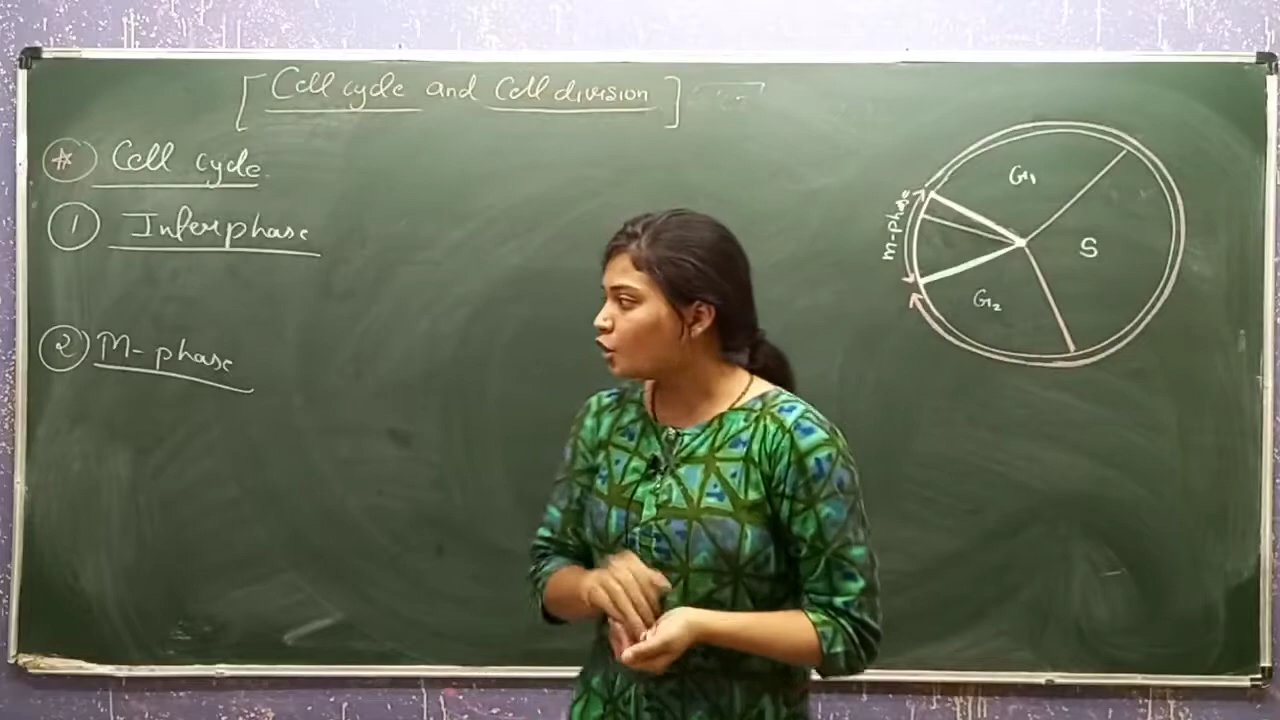 [Cell cycle and Cell division]
* Cell cycle.
1 Interphase
2 M-phase
G1
S
G2
M-phase